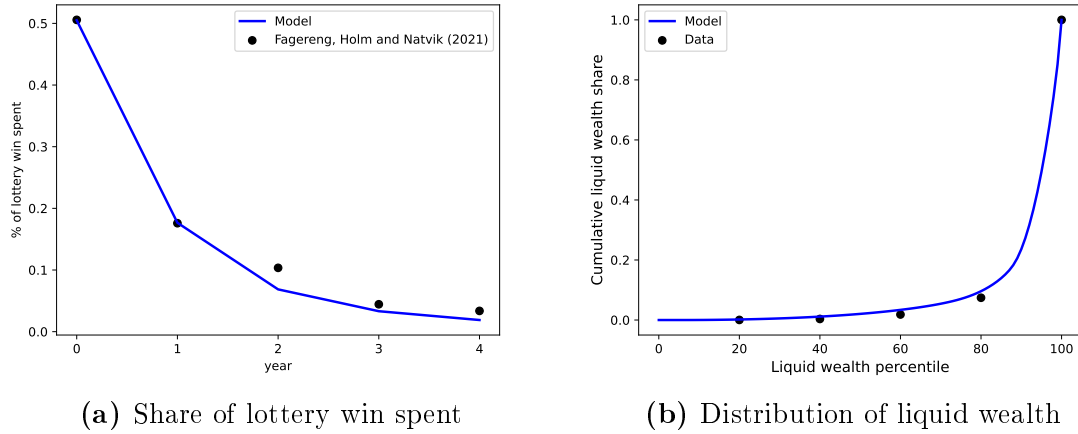 Model
Fagereng, Holm and Natvik (2021)
% of lottery win spent
0.5
0.4
0.3
0.2
0.1
0.0
0 1 2 3 4
year
(a) Share of lottery win spent
Model
Data
Cumulative liquid wealth share
1.0
0.8
0.6
0.4
0.2
0.0
0 20 40 60 80 100
Liquid wealth percentile
(b) Distribution of liquid wealth